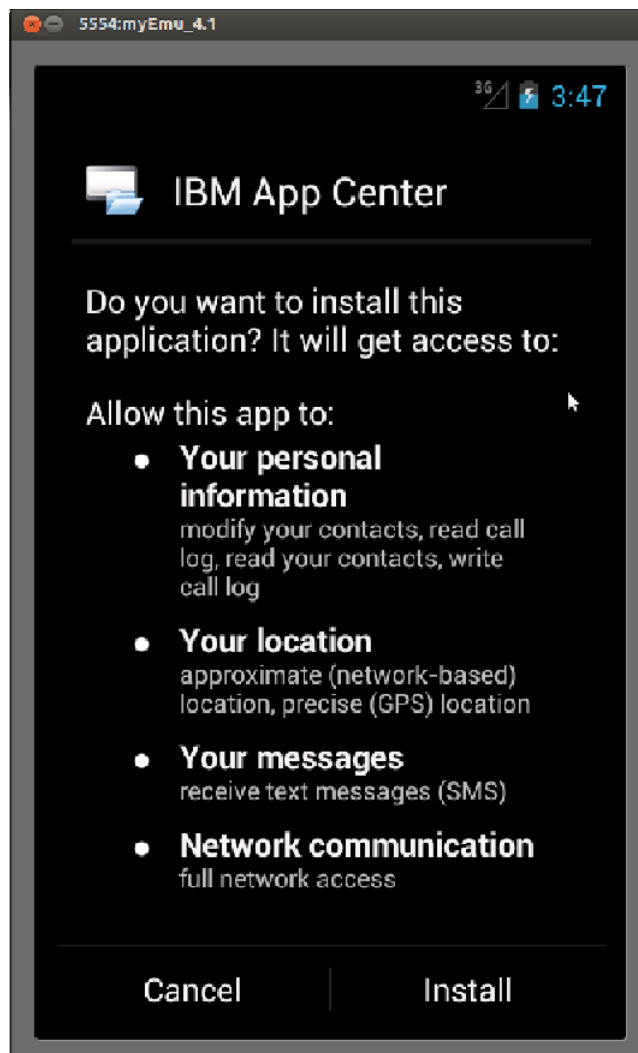 5554:myEmu_4.1
3G 3:47
IBM App Center
Do you want to install this
application? It will get access to:
Allow this app to:
Your personal
information
modify your contacts, read call
log, read your contacts, write
call log
Your location
approximate (network-based)
location, precise (GPS) location
Your messages
receive text messages (SMS)
Network communication
full network access
Cancel Install